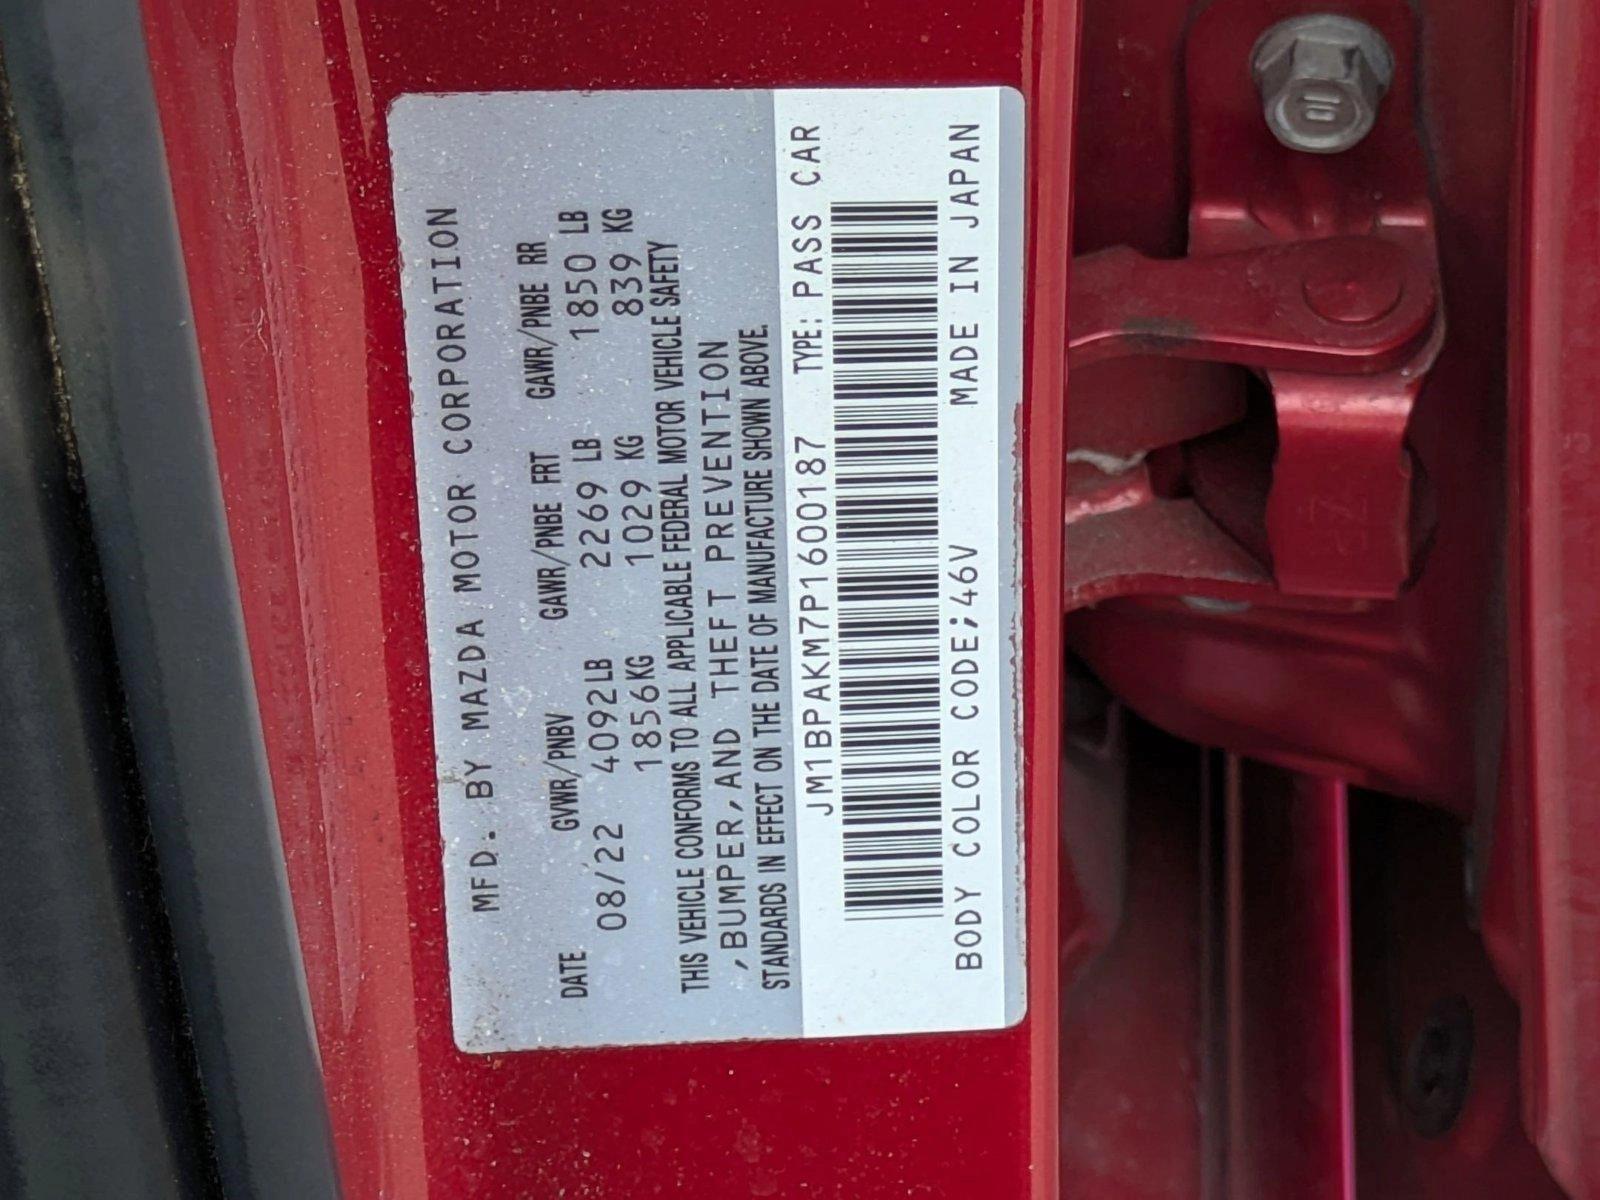 MFD. BY MAZDA MOTOR CORPORATION
DATE GVWR/PNBV GAWR/PNBE FRT GAWR/PNBE RR
08/22 4092LB 2269 LB 1850 LB
1856KG 1029 KG 839 KG
THIS VEHICLE CONFORMS TO ALL APPLICABLE FEDERAL MOTOR VEHICLE SAFETY
,BUMPER,AND THEFT PREVENTION
STANDARDS IN EFFECT ON THE DATE OF MANUFACTURE SHOWN ABOVE.
JM1BPAKM7P1600187 TYPE: PASS CAR
BODY COLOR CODE;46V MADE IN JAPAN